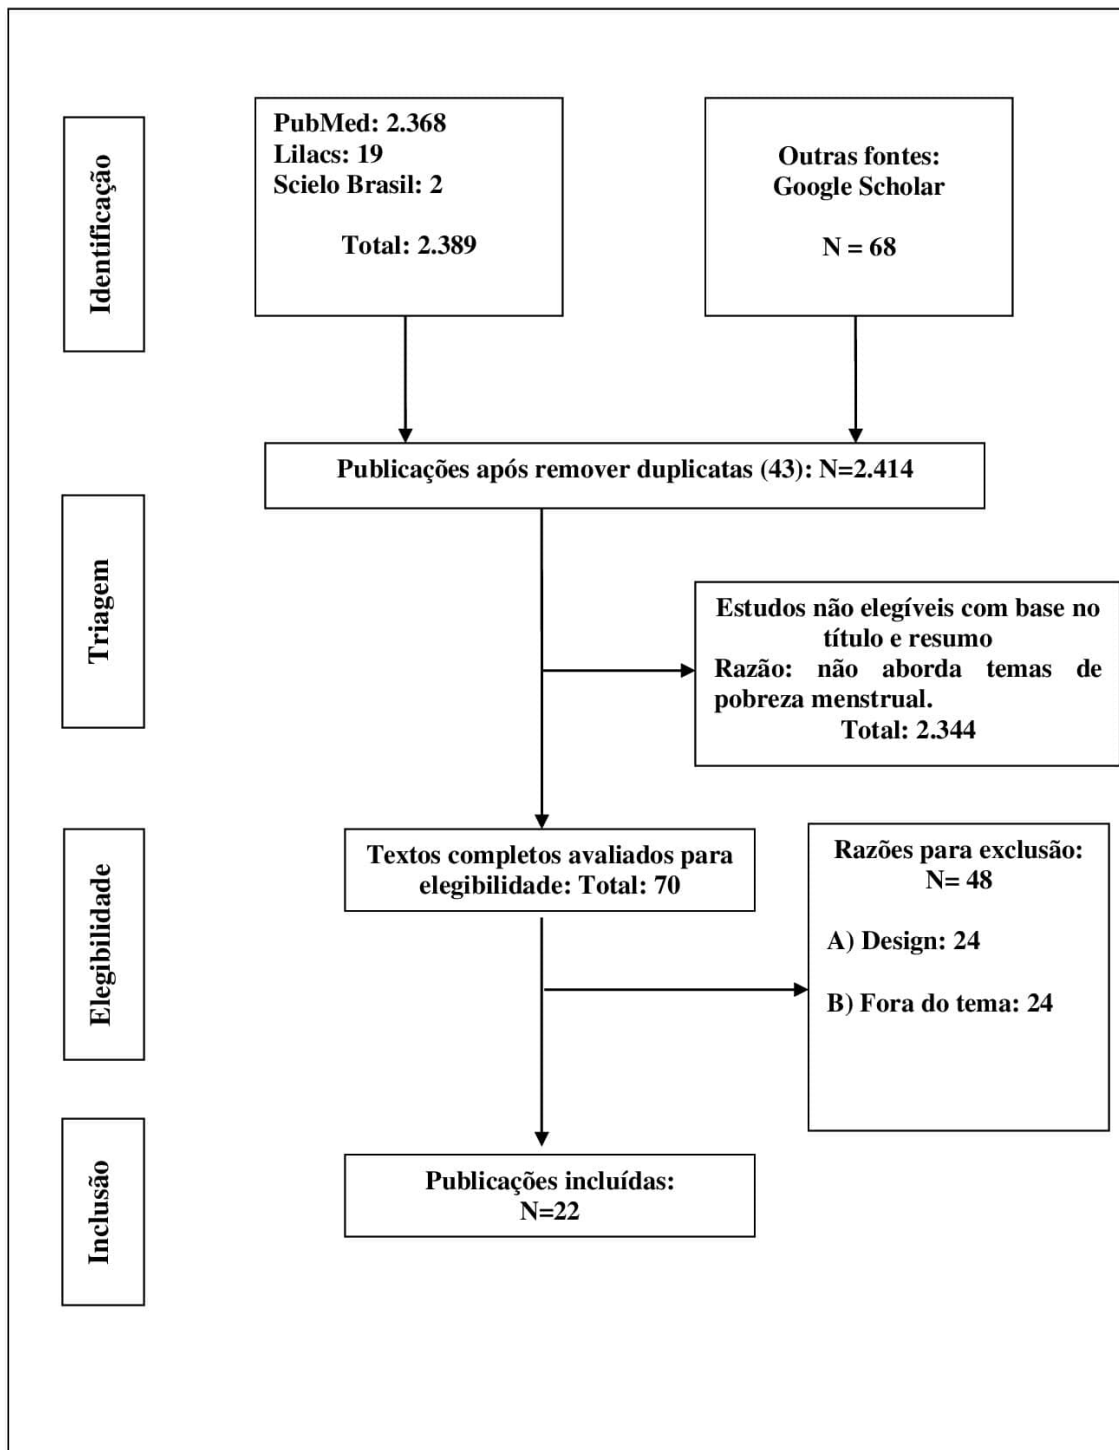 Identificação
PubMed: 2.368
Lilacs: 19
Scielo Brasil: 2
Total: 2.389
Outras fontes:
Google Scholar
N = 68
Publicações após remover duplicatas (43): N=2.414
Triagem
Estudos não elegíveis com base no
título e resumo
Razão: não aborda temas de
pobreza menstrual.
Total: 2.344
Elegibilidade
Textos completos avaliados para
elegibilidade: Total: 70
Razões para exclusão:
N= 48
A) Design: 24
B) Fora do tema: 24
Inclusão
Publicações incluídas:
N=22